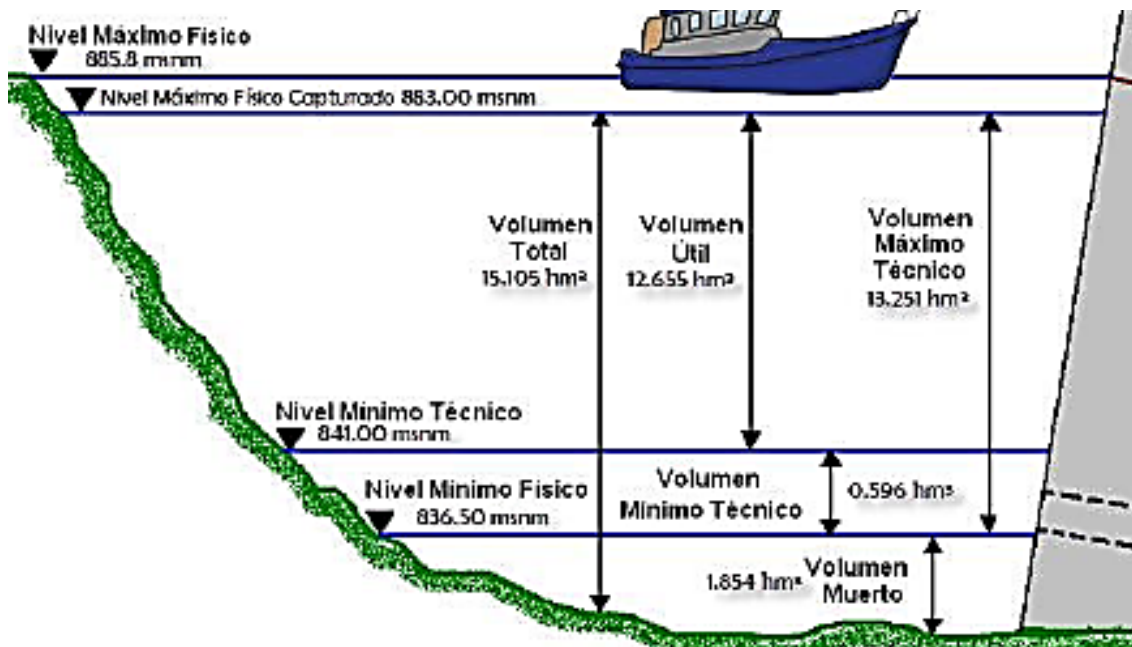 Nivel Máximo Físico
885.8 msnm
Nivel Máximo Físico Capturado 883.00 msnm
Volumen
Total
15.105 hm³
Volumen
Útil
12.655 hm³
Volumen
Máximo
Técnico
13.251 hm³
Nivel Mínimo Técnico
841.00 msnm
Nivel Mínimo Físico
836.50 msnm
Volumen
Mínimo Técnico
0.596 hm³
1.854 hm³
Volumen
Muerto